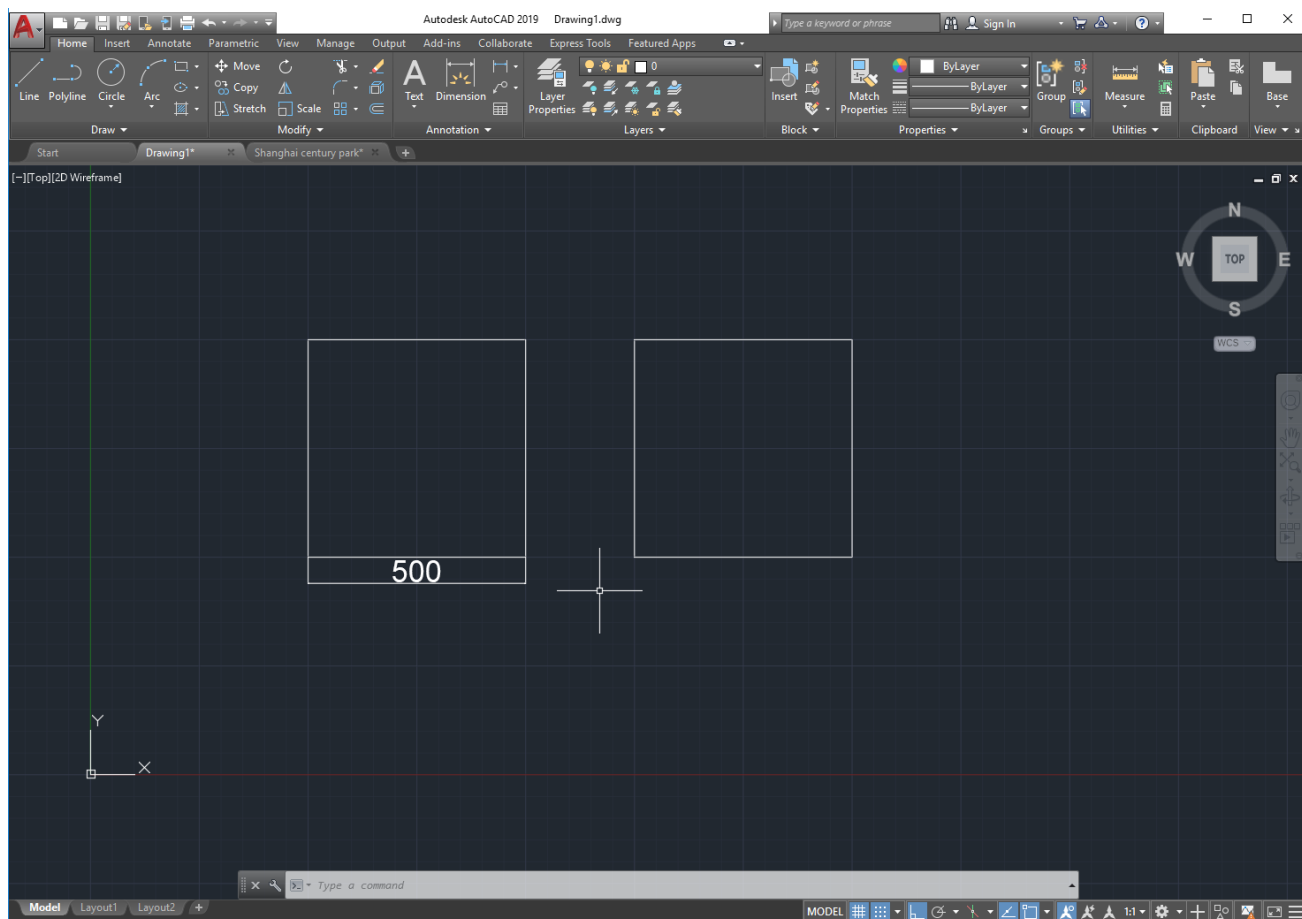 A Autodesk AutoCAD 2019 Drawing1.dwg Type a keyword or phrase Sign In ?
Home Insert Annotate Parametric View Manage Output Add-ins Collaborate Express Tools Featured Apps
Line Polyline Circle Arc
Move
Copy
Stretch Scale
A Text Dimension
Layer Properties
0
Insert
Match Properties
ByLayer
ByLayer
ByLayer
Group
Measure
Paste
Base
Draw Modify Annotation Layers Block Properties Groups Utilities Clipboard View
Start Drawing1* Shanghai century park* +
[−][Top][2D Wireframe]
N
W TOP E
S
WCS
500
Y
X
Type a command
Model Layout1 Layout2 + MODEL 1:1